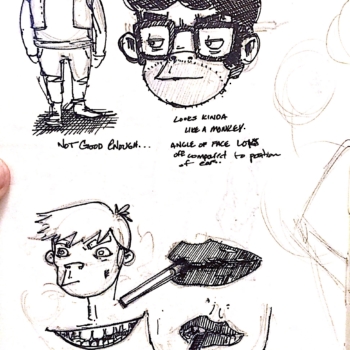 NOT GOOD ENOUGH...
LOOKS KINDA
LIKE A MONKEY.
ANGLE OF FACE LOOKS
off compared to position
of ear.